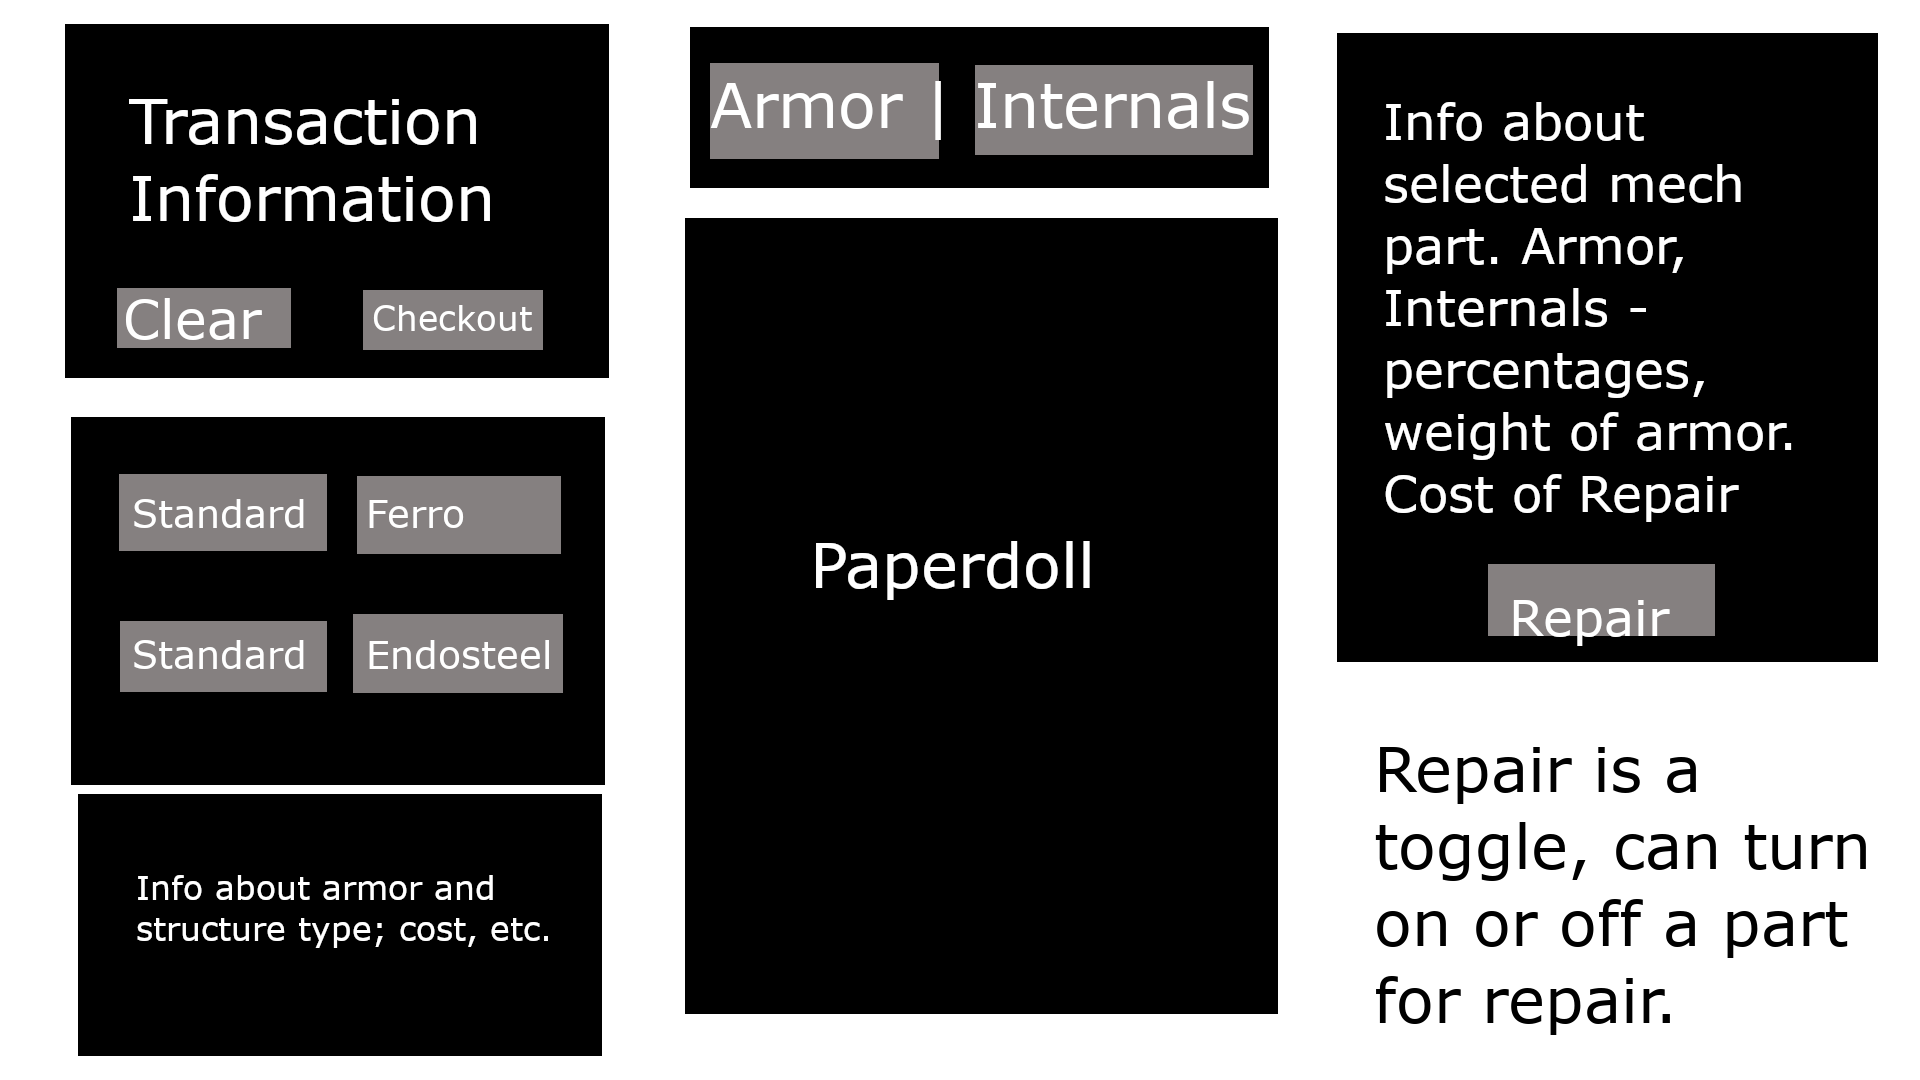 Transaction
Information
Clear
Checkout
Standard
Ferro
Standard
Endosteel
Info about armor and
structure type; cost, etc.
Armor | Internals
Paperdoll
Info about
selected mech
part. Armor,
Internals -
percentages,
weight of armor.
Cost of Repair
Repair
Repair is a
toggle, can turn
on or off a part
for repair.